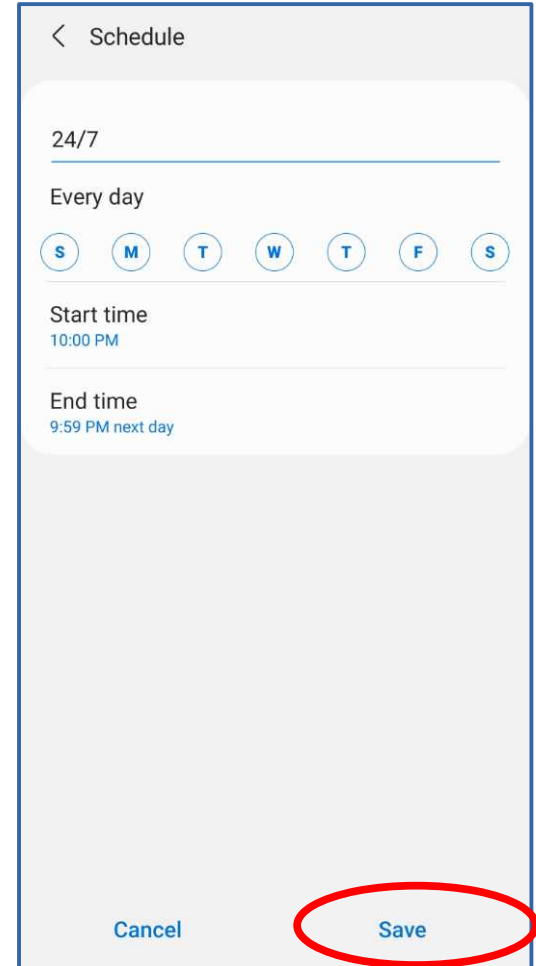 Schedule
24/7
Every day
S M T W T F S
Start time
10:00 PM
End time
9:59 PM next day
Cancel Save